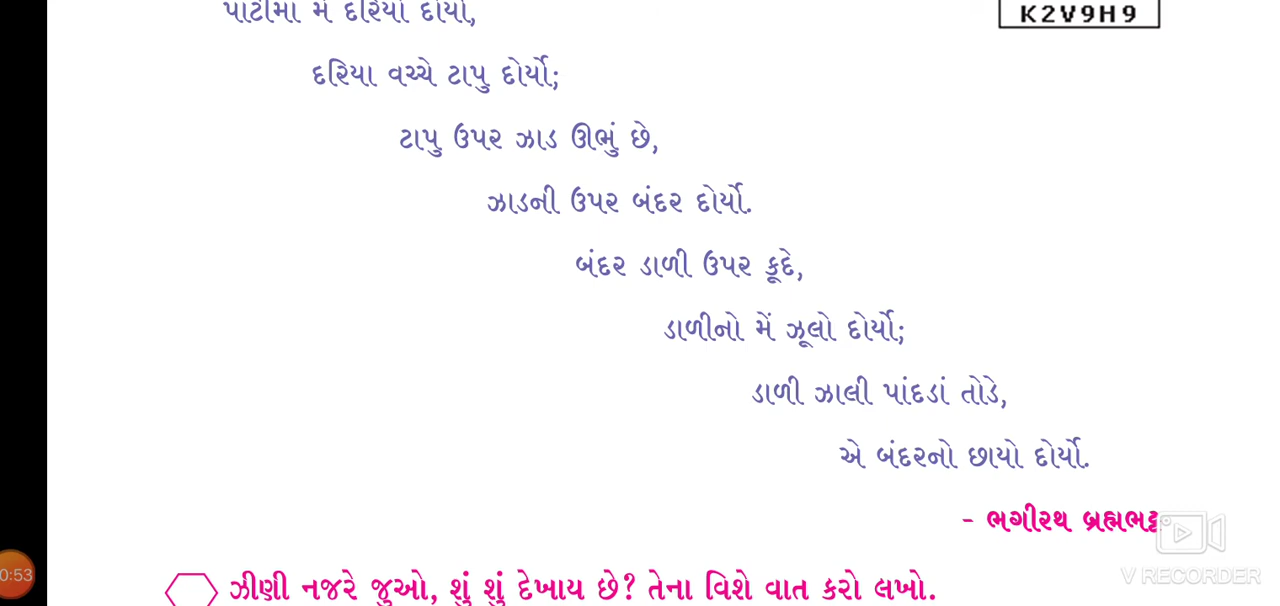 પાટીમાં મેં દરિયો દોર્યો,
K2V9H9
દરિયા વચ્ચે ટાપુ દોર્યો;
ટાપુ ઉપર ઝાડ ઊભું છે,
ઝાડની ઉપર બંદર દોર્યો.
બંદર ડાળી ઉપર કૂદે,
ડાળીનો મેં ઝૂલો દોર્યો;
ડાળી ઝાલી પાંદડાં તોડે,
એ બંદરનો છાયો દોર્યો.
- ભગીરથ બ્રહ્મભટ્ટ
V RECORDER
0:53
ઝીણી નજરે જુઓ, શું શું દેખાય છે? તેના વિશે વાત કરો લખો.